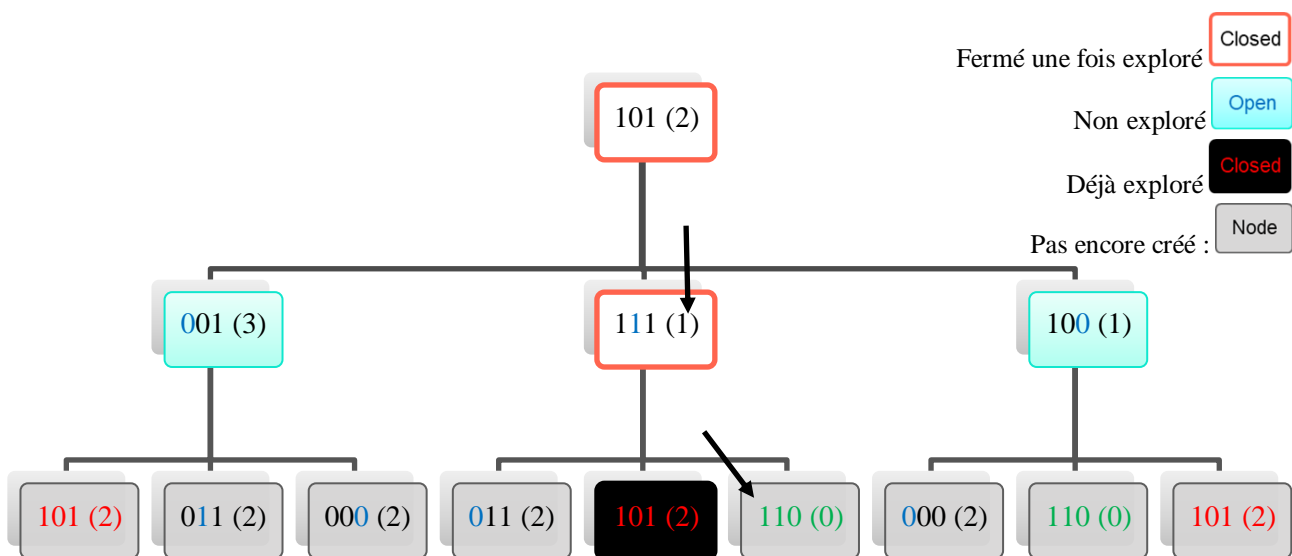 Closed
Fermé une fois exploré
101 (2)
Open
Non exploré
Closed
Déjà exploré
Node
Pas encore créé :
001 (3)
111 (1)
100 (1)
101 (2)
011 (2)
000 (2)
011 (2)
101 (2)
110 (0)
000 (2)
110 (0)
101 (2)